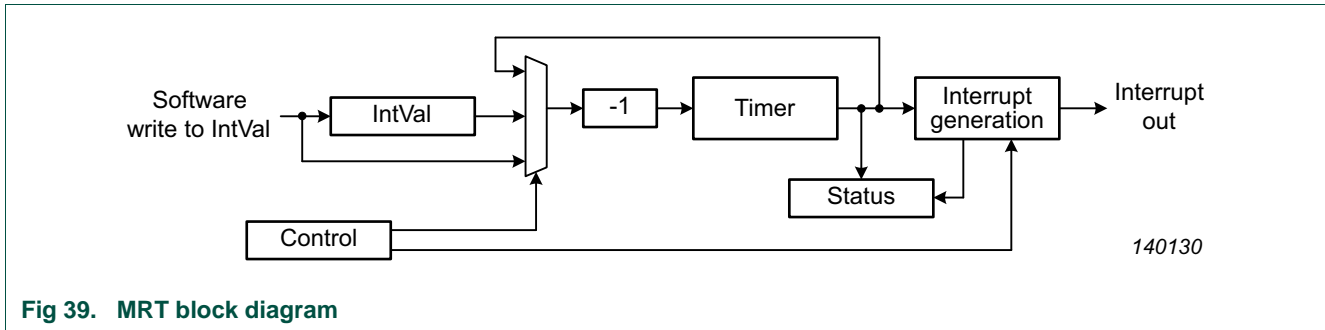 Software
write to IntVal
IntVal
-1
Timer
Interrupt
generation
Interrupt
out
Status
Control
140130
Fig 39. MRT block diagram